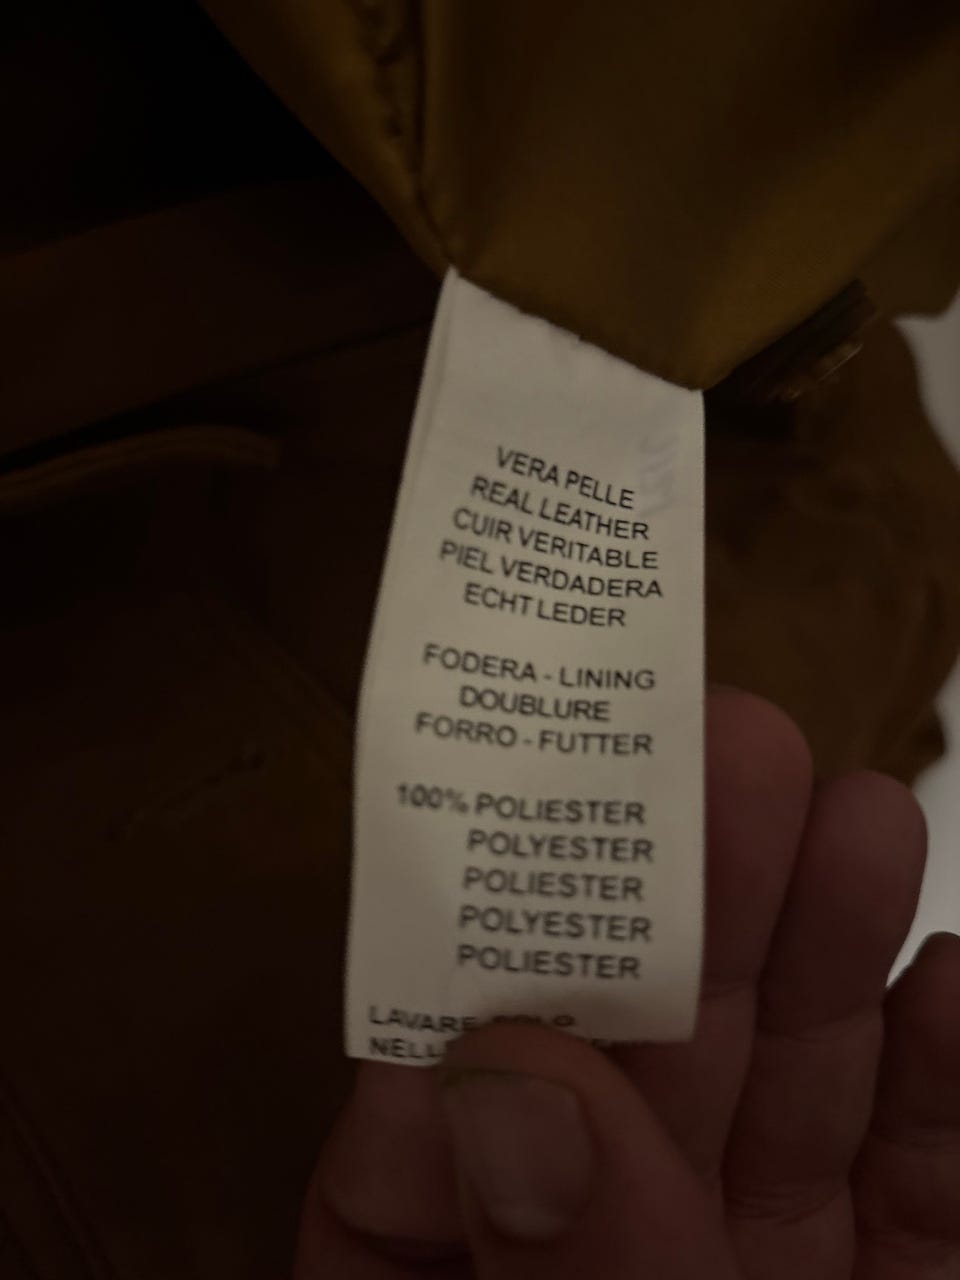 VERA PELLE
REAL LEATHER
CUIR VERITABLE
PIEL VERDADERA
ECHT LEDER
FODERA - LINING
DOUBLURE
FORRO - FUTTER
100% POLIESTER
POLYESTER
POLIESTER
POLYESTER
POLIESTER
LAVARE